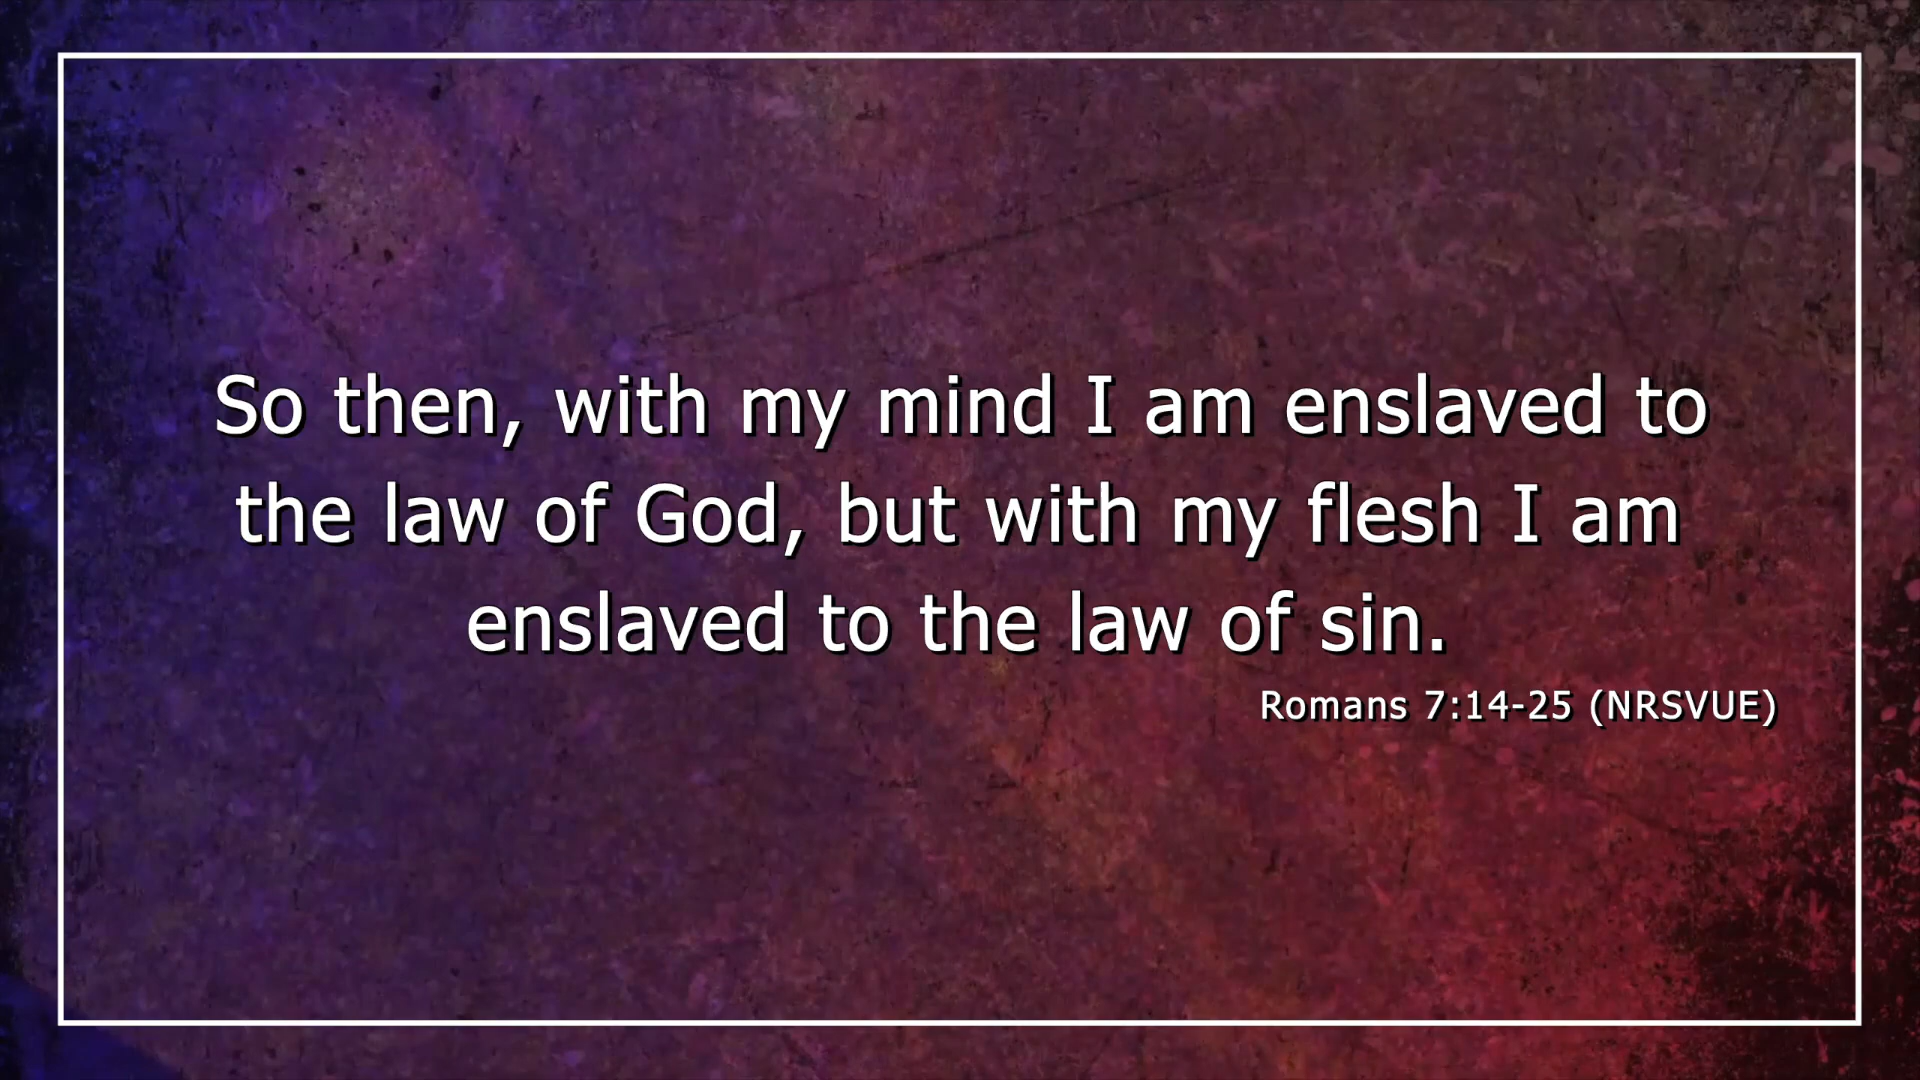 So then, with my mind I am enslaved to
the law of God, but with my flesh I am
enslaved to the law of sin.
Romans 7:14-25 (NRSVUE)